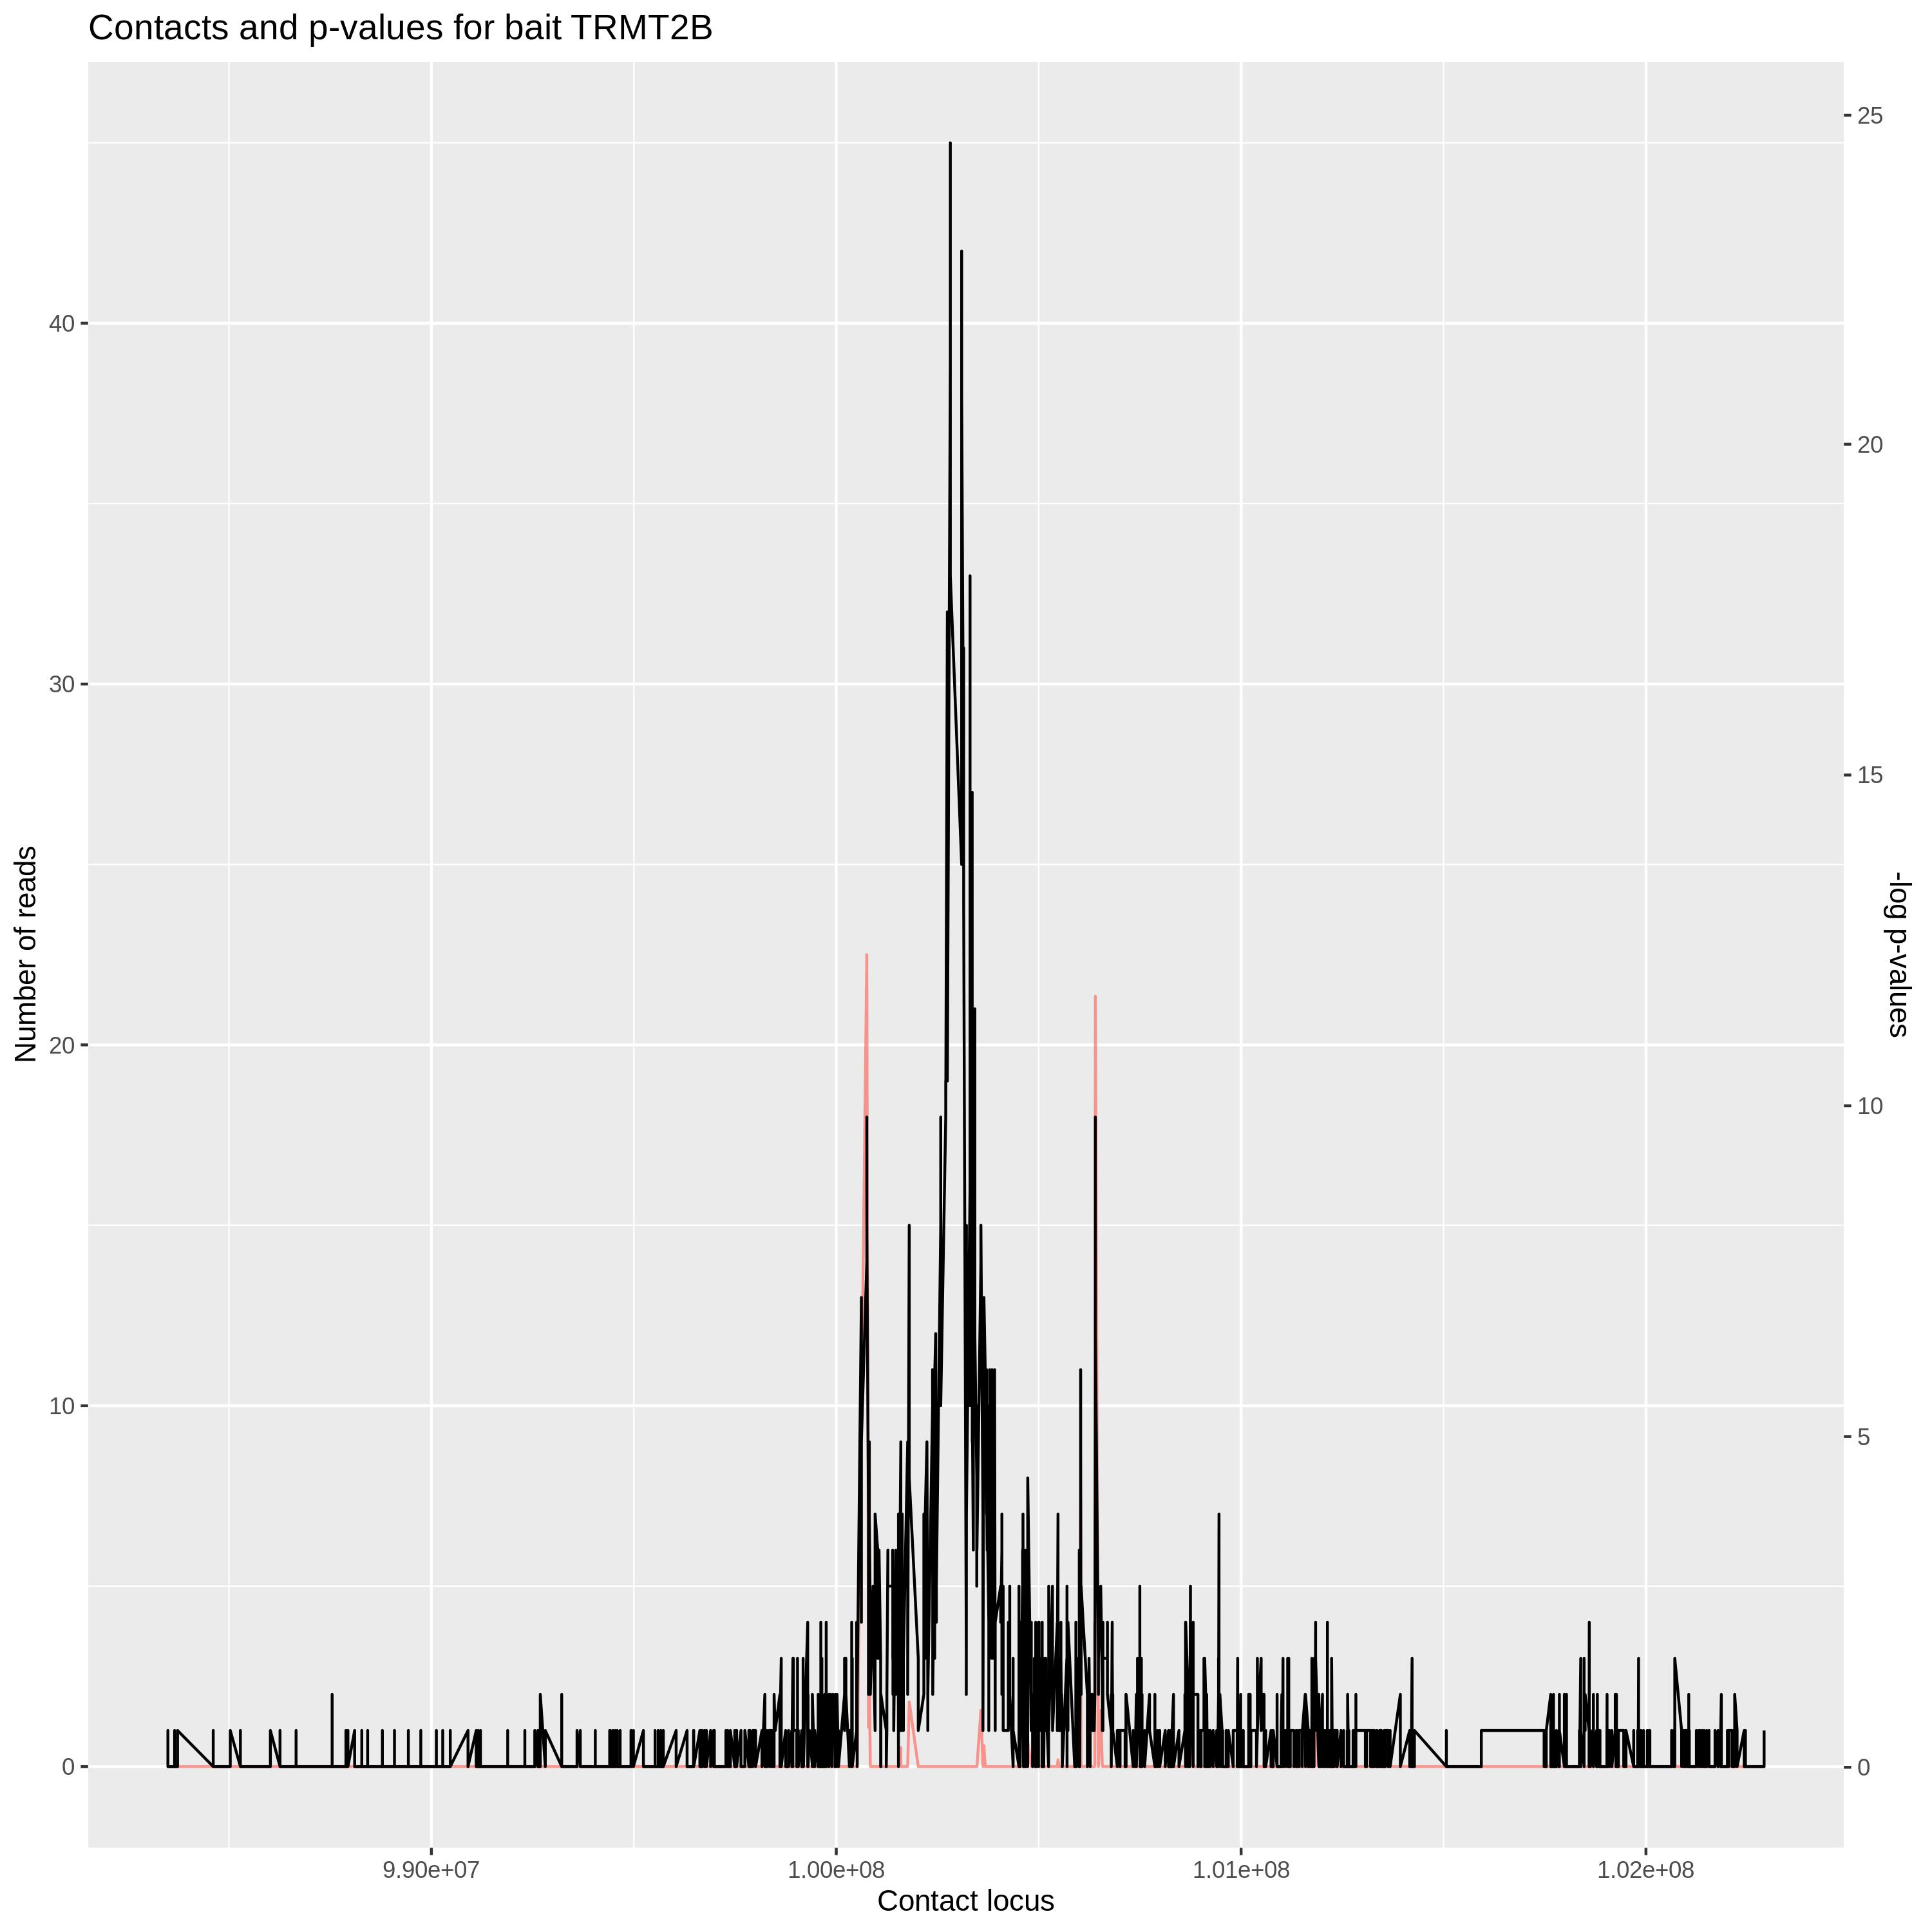 Contacts and p-values for bait TRMT2B
Number of reads
40
30
20
10
0
25
20
15
10
5
0
-log p-values
9.90e+07
1.00e+08
1.01e+08
1.02e+08
Contact locus